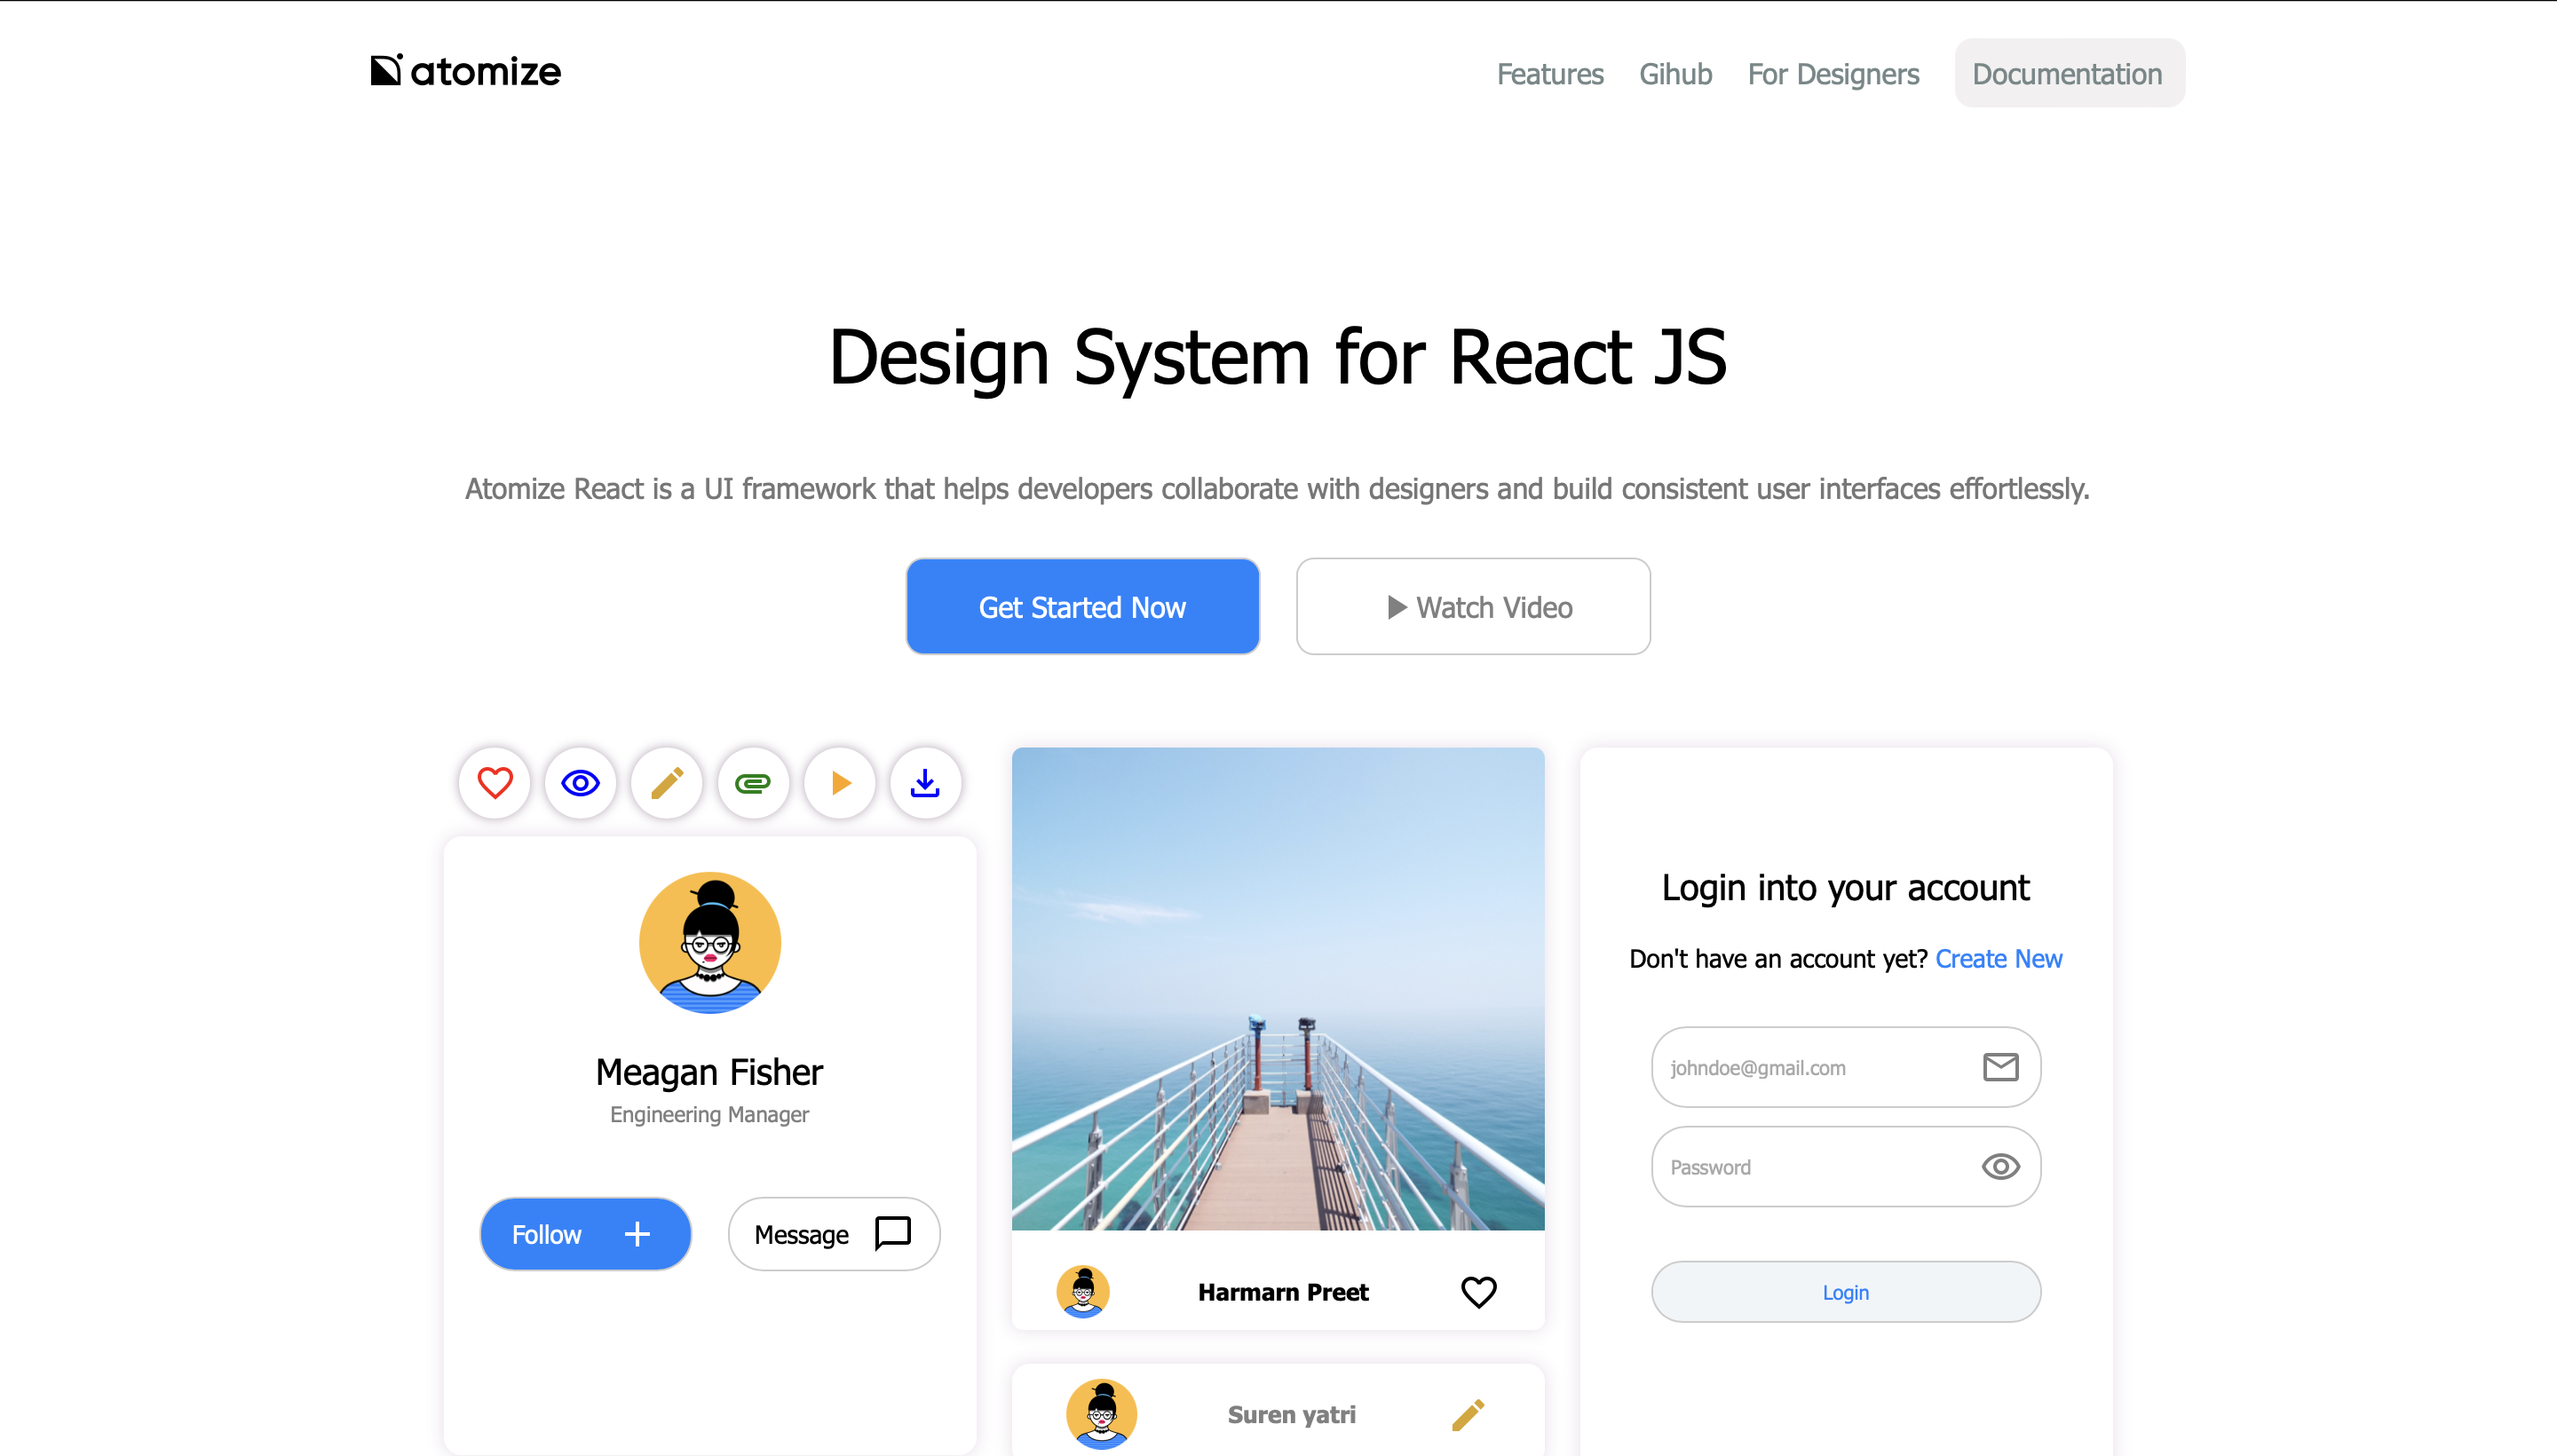 atomize
Features Gihub For Designers Documentation
Design System for React JS
Atomize React is a UI framework that helps developers collaborate with designers and build consistent user interfaces effortlessly.
Get Started Now
Watch Video
Meagan Fisher
Engineering Manager
Follow
Message
Harmarn Preet
Suren yatri
Login into your account
Don't have an account yet? Create New
johndoe@gmail.com
Password
Login